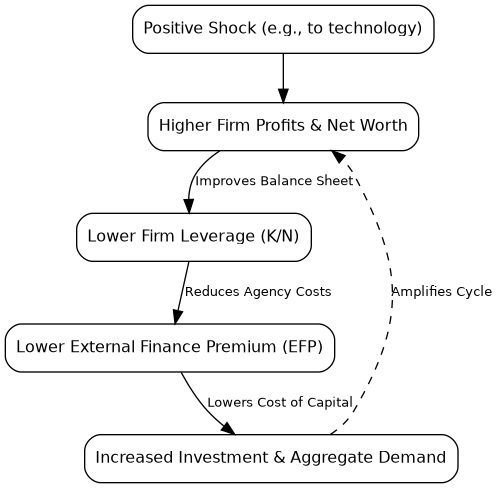 Positive Shock (e.g., to technology)
Higher Firm Profits & Net Worth
Improves Balance Sheet
Lower Firm Leverage (K/N)
Reduces Agency Costs
Amplifies Cycle
Lower External Finance Premium (EFP)
Lowers Cost of Capital
Increased Investment & Aggregate Demand